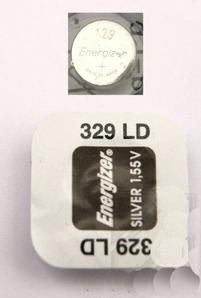 329
Energizer
+
329 LD
Energizer®
SILVER 1,55V
329 LD